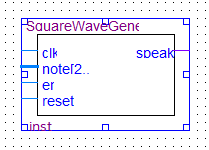 SquareWaveGene
clk speak
note[2..
en
reset
inst